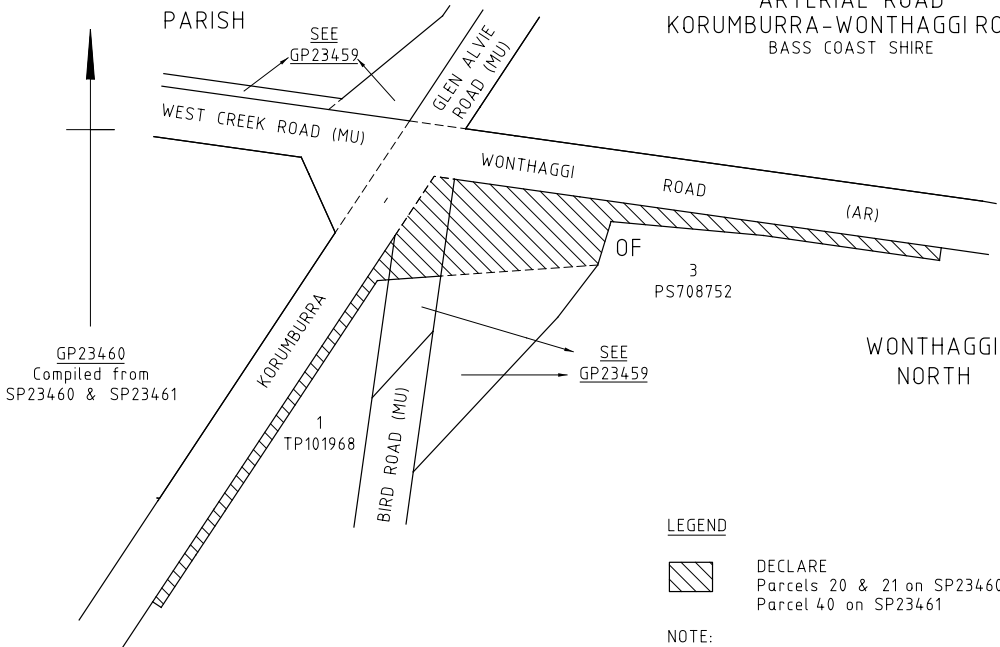 ARTERIAL ROAD
PARISH
KORUMBURRA-WONTHAGGI RO
BASS COAST SHIRE
SEE
GP23459
GLEN ALVIE
ROAD (MU)
WEST CREEK ROAD (MU)
WONTHAGGI ROAD (AR)
OF
3
PS708752
KORUMBURRA
GP23460
Compiled from
SP23460 & SP23461
SEE
GP23459
WONTHAGGI
NORTH
1
TP101968
BIRD ROAD (MU)
LEGEND
DECLARE
Parcels 20 & 21 on SP23460
Parcel 40 on SP23461
NOTE: